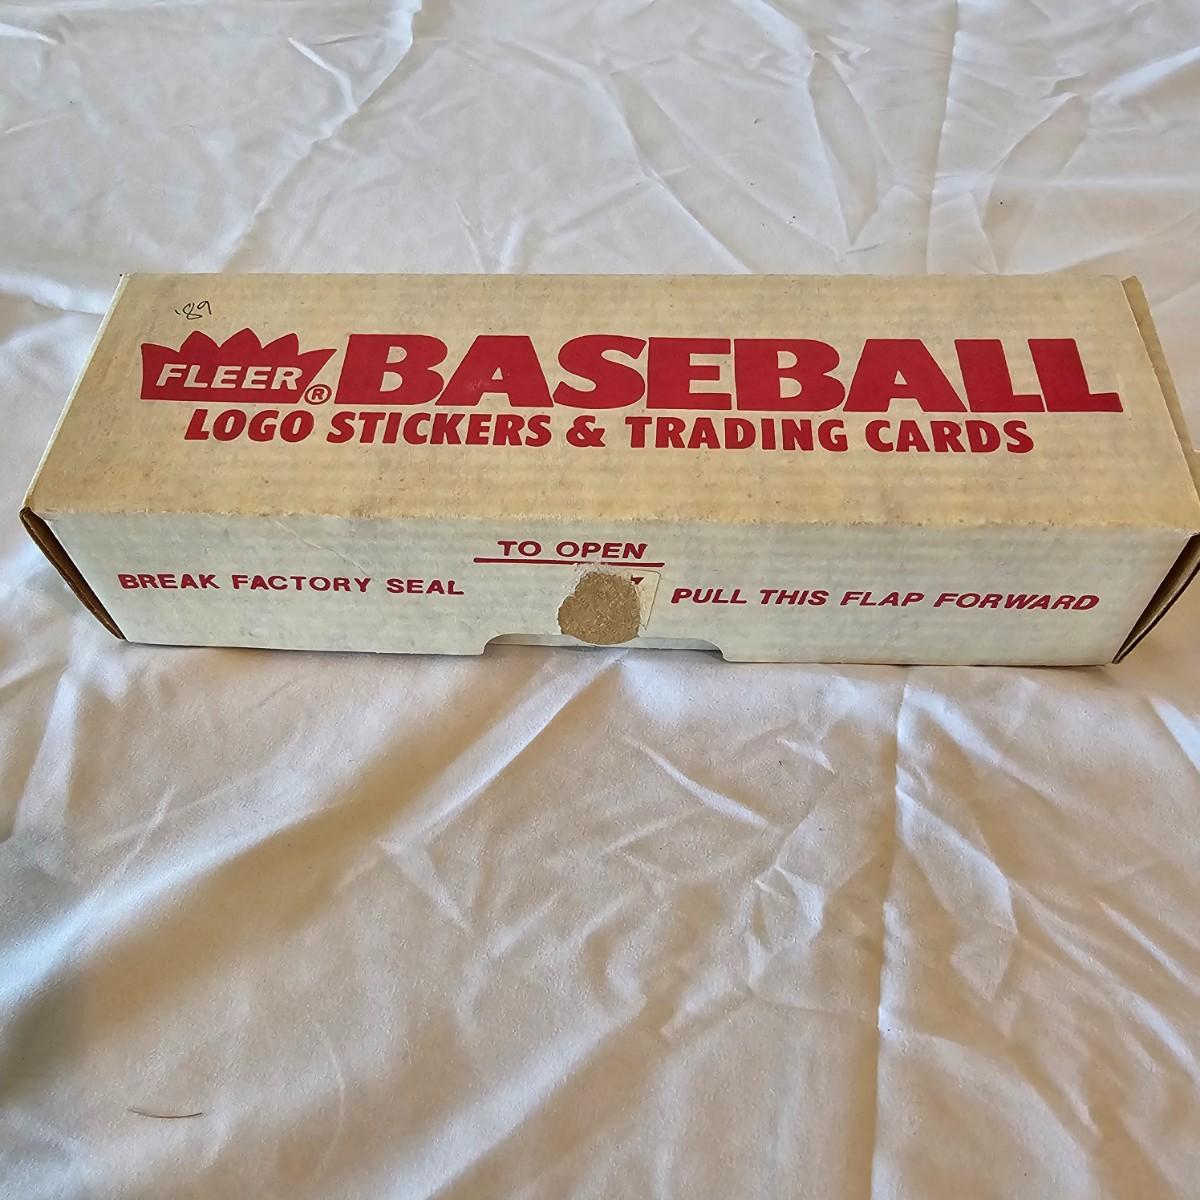 '89
FLEER® BASEBALL
LOGO STICKERS & TRADING CARDS
TO OPEN
BREAK FACTORY SEAL
PULL THIS FLAP FORWARD